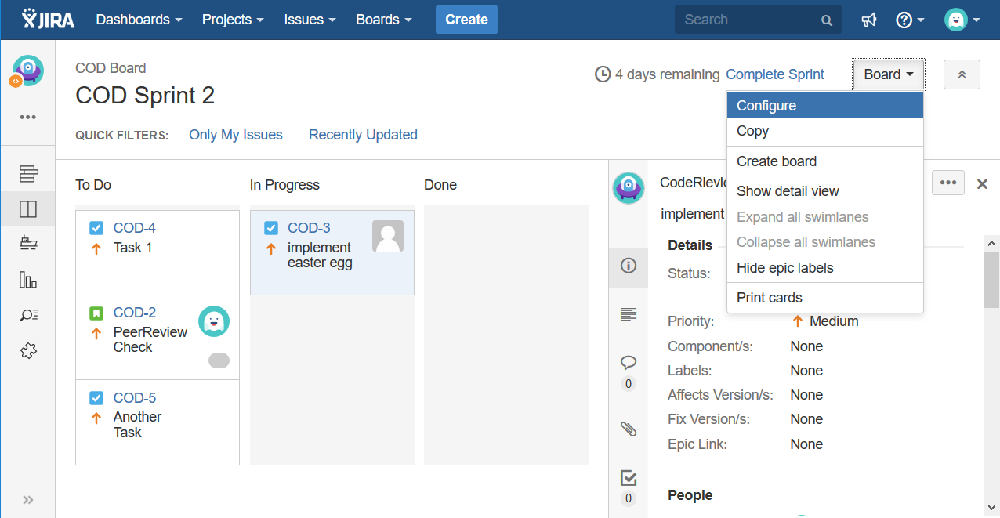 JIRA Dashboards Projects Issues Boards Create Search
COD Board
4 days remaining Complete Sprint Board
COD Sprint 2
QUICK FILTERS: Only My Issues Recently Updated
Configure
Copy
Create board
Show detail view
Expand all swimlanes
Collapse all swimlanes
Hide epic labels
Print cards
To Do
COD-4
Task 1
COD-2
PeerReview
Check
COD-5
Another
Task
In Progress
COD-3
implement
easter egg
Done
0
0
implement
Details
Status:
Priority: Medium
Component/s: None
Labels: None
Affects Version/s: None
Fix Version/s: None
Epic Link: None
People